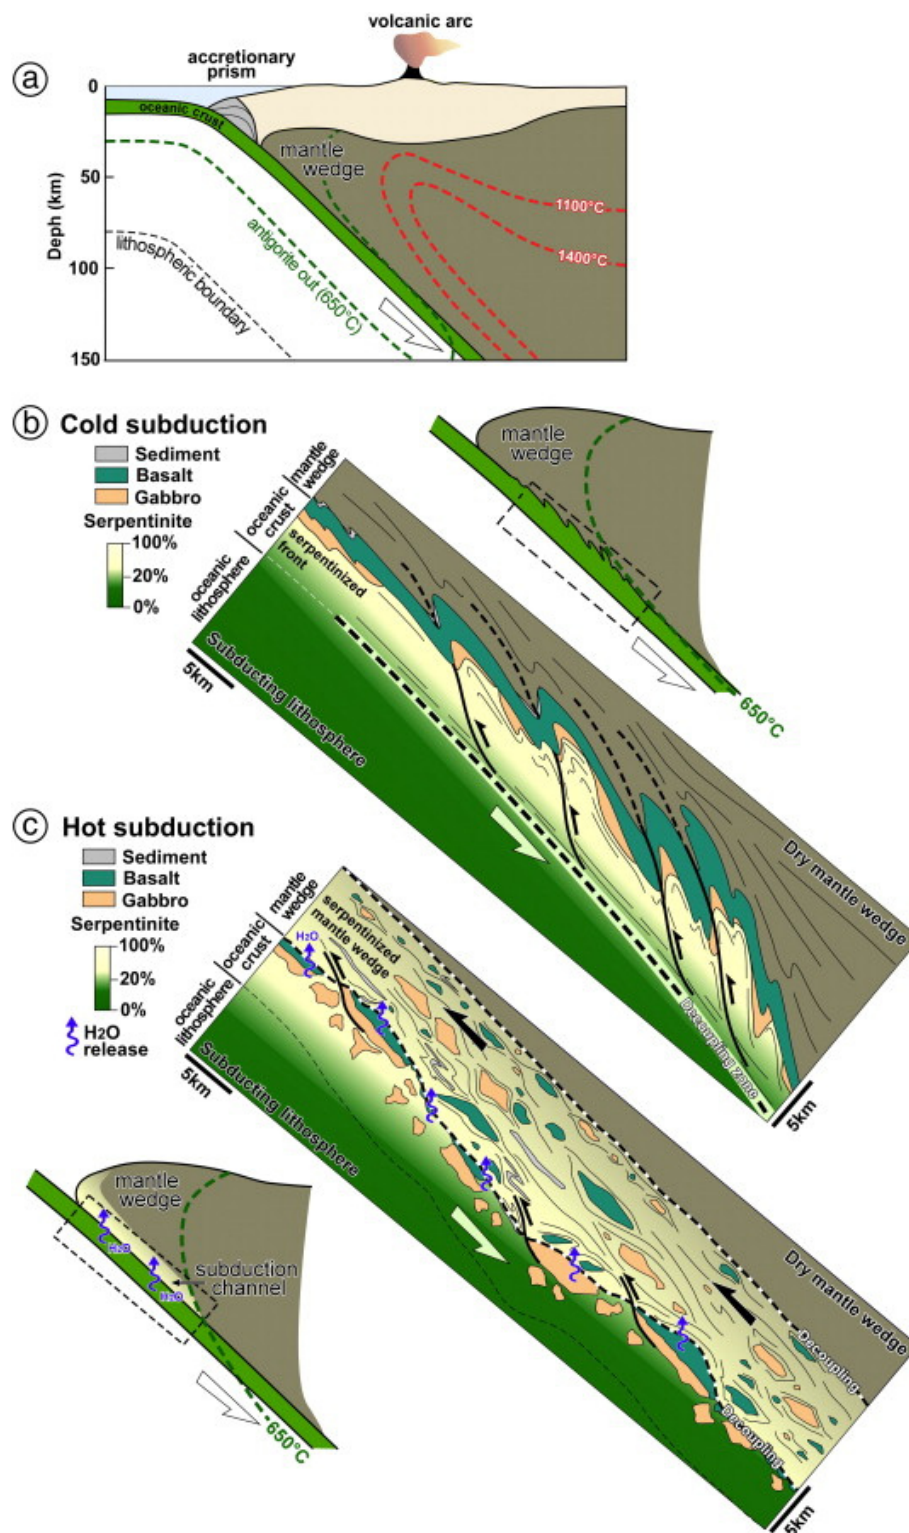 volcanic arc
accretionary
prism
a
0
oceanic crust
mantle
wedge
50
1100°C
Deph (km)
1400°C
100
lithospheric boundary
antigorite out (650°C)
150
b Cold subduction
Sediment
Basalt
Gabbro
Serpentinite
100%
20%
0%
mantle
wedge
oceanic
crust
oceanic
lithosphere
serpentinized
front
mantle
wedge
650°C
Subducting lithosphere
5km
Dry mantle wedge
Decoupling zone
5km
c Hot subduction
Sediment
Basalt
Gabbro
Serpentinite
100%
20%
0%
H2O
release
mantle
wedge
oceanic
crust
oceanic
lithosphere
serpentinized
mantle wedge
H2O
Subducting lithosphere
5km
Dry mantle wedge
Decoupling
Decoupling
5km
mantle
wedge
H2O
H2O
subduction
channel
650°C